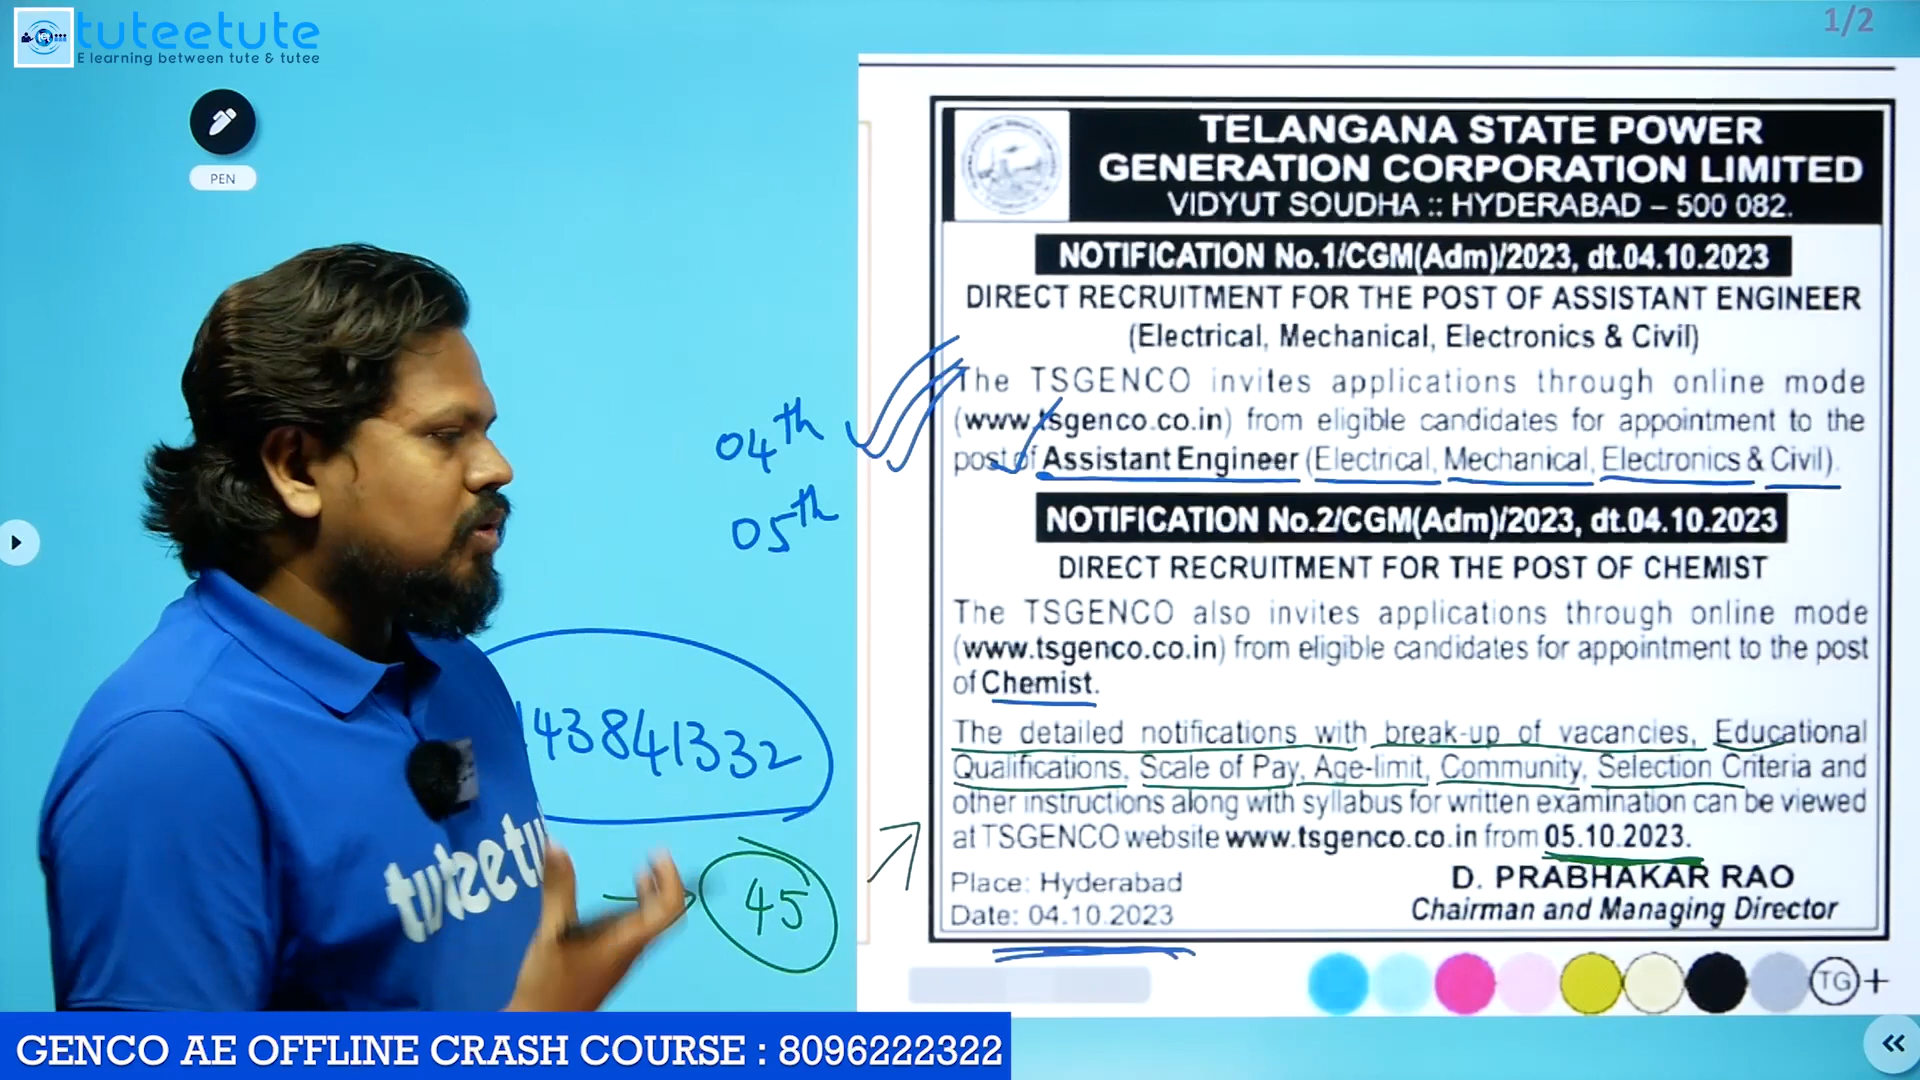 tuteetute
E learning between tute & tutee
1/2
PEN
TELANGANA STATE POWER
GENERATION CORPORATION LIMITED
VIDYUT SOUDHA :: HYDERABAD – 500 082.
NOTIFICATION No.1/CGM(Adm)/2023, dt.04.10.2023
DIRECT RECRUITMENT FOR THE POST OF ASSISTANT ENGINEER
(Electrical, Mechanical, Electronics & Civil)
The TSGENCO invites applications through online mode
(www.tsgenco.co.in) from eligible candidates for appointment to the
post of Assistant Engineer (Electrical, Mechanical, Electronics & Civil).
NOTIFICATION No.2/CGM(Adm)/2023, dt.04.10.2023
DIRECT RECRUITMENT FOR THE POST OF CHEMIST
The TSGENCO also invites applications through online mode
(www.tsgenco.co.in) from eligible candidates for appointment to the post
of Chemist.
The detailed notifications with break-up of vacancies, Educational
Qualifications, Scale of Pay, Age-limit, Community, Selection Criteria and
other instructions along with syllabus for written examination can be viewed
at TSGENCO website www.tsgenco.co.in from 05.10.2023.
Place: Hyderabad
Date: 04.10.2023
D. PRABHAKAR RAO
Chairman and Managing Director
TG
04th
05th
43841332
45
tuteetu
GENCO AE OFFLINE CRASH COURSE : 8096222322